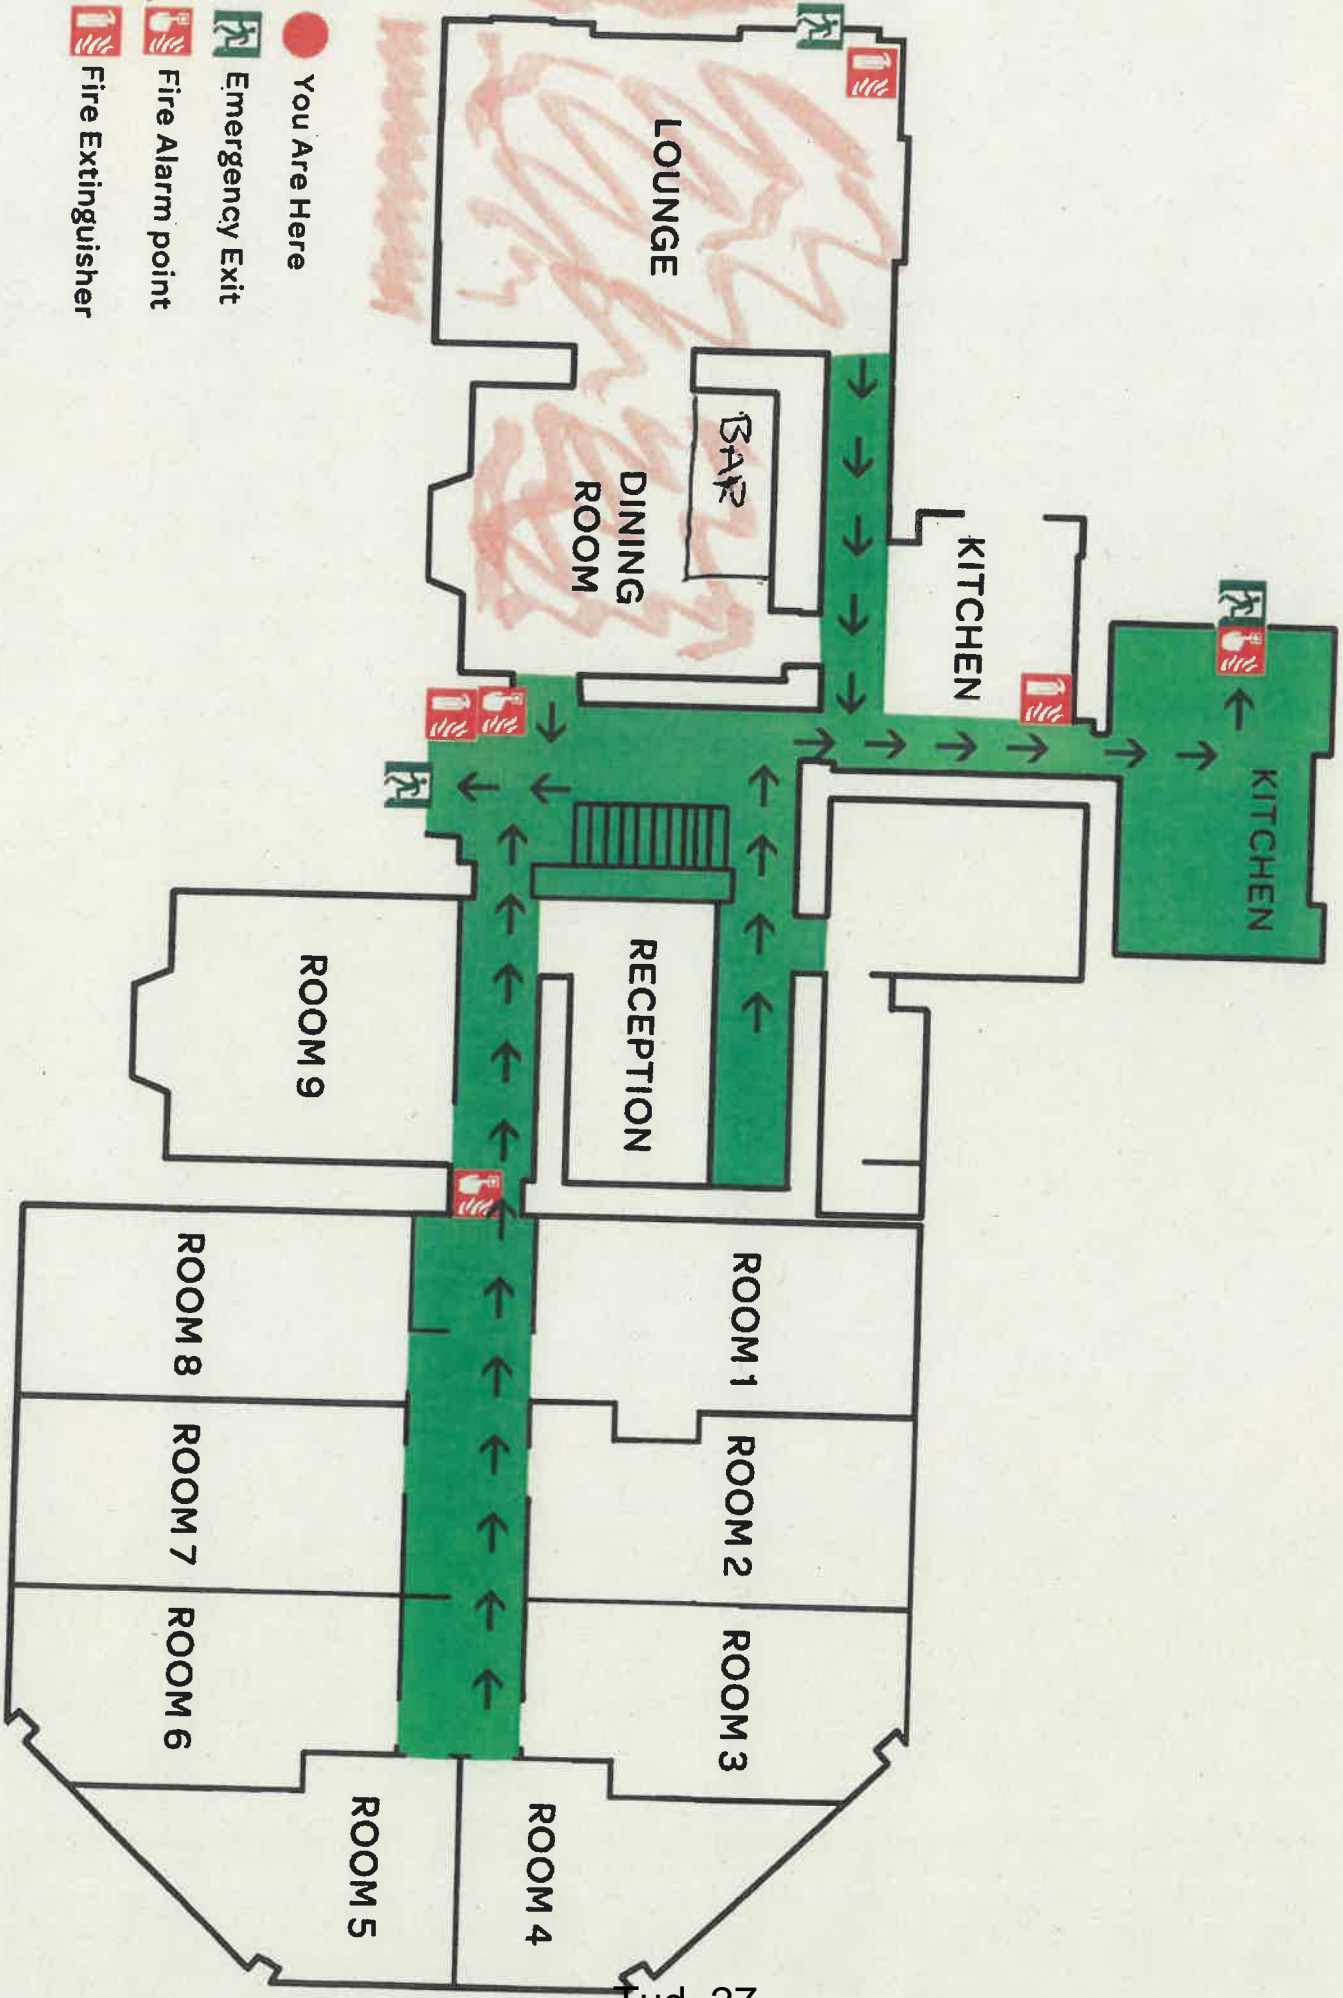 You Are Here
Emergency Exit
Fire Alarm point
Fire Extinguisher
LOUNGE
BAR
DINING
ROOM
KITCHEN
KITCHEN
RECEPTION
ROOM 9
ROOM 1
ROOM 2
ROOM 3
ROOM 4
ROOM 5
ROOM 6
ROOM 7
ROOM 8